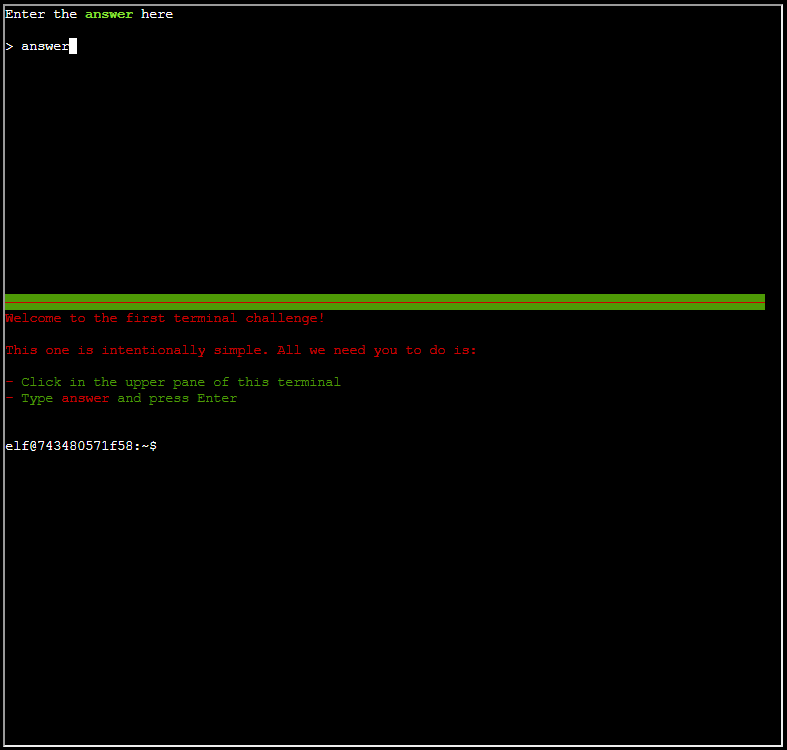 Enter the answer here
> answer
Welcome to the first terminal challenge!
This one is intentionally simple. All we need you to do is:
- Click in the upper pane of this terminal
- Type answer and press Enter
elf@743480571f58:~$